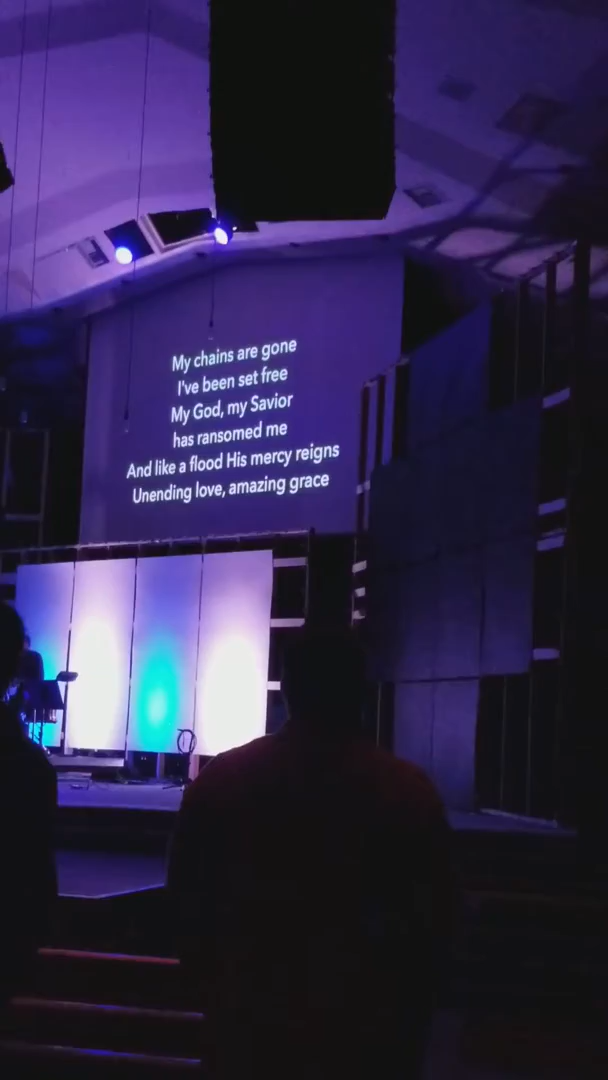 My chains are gone
I've been set free
My God, my Savior
has ransomed me
And like a flood His mercy reigns
Unending love, amazing grace